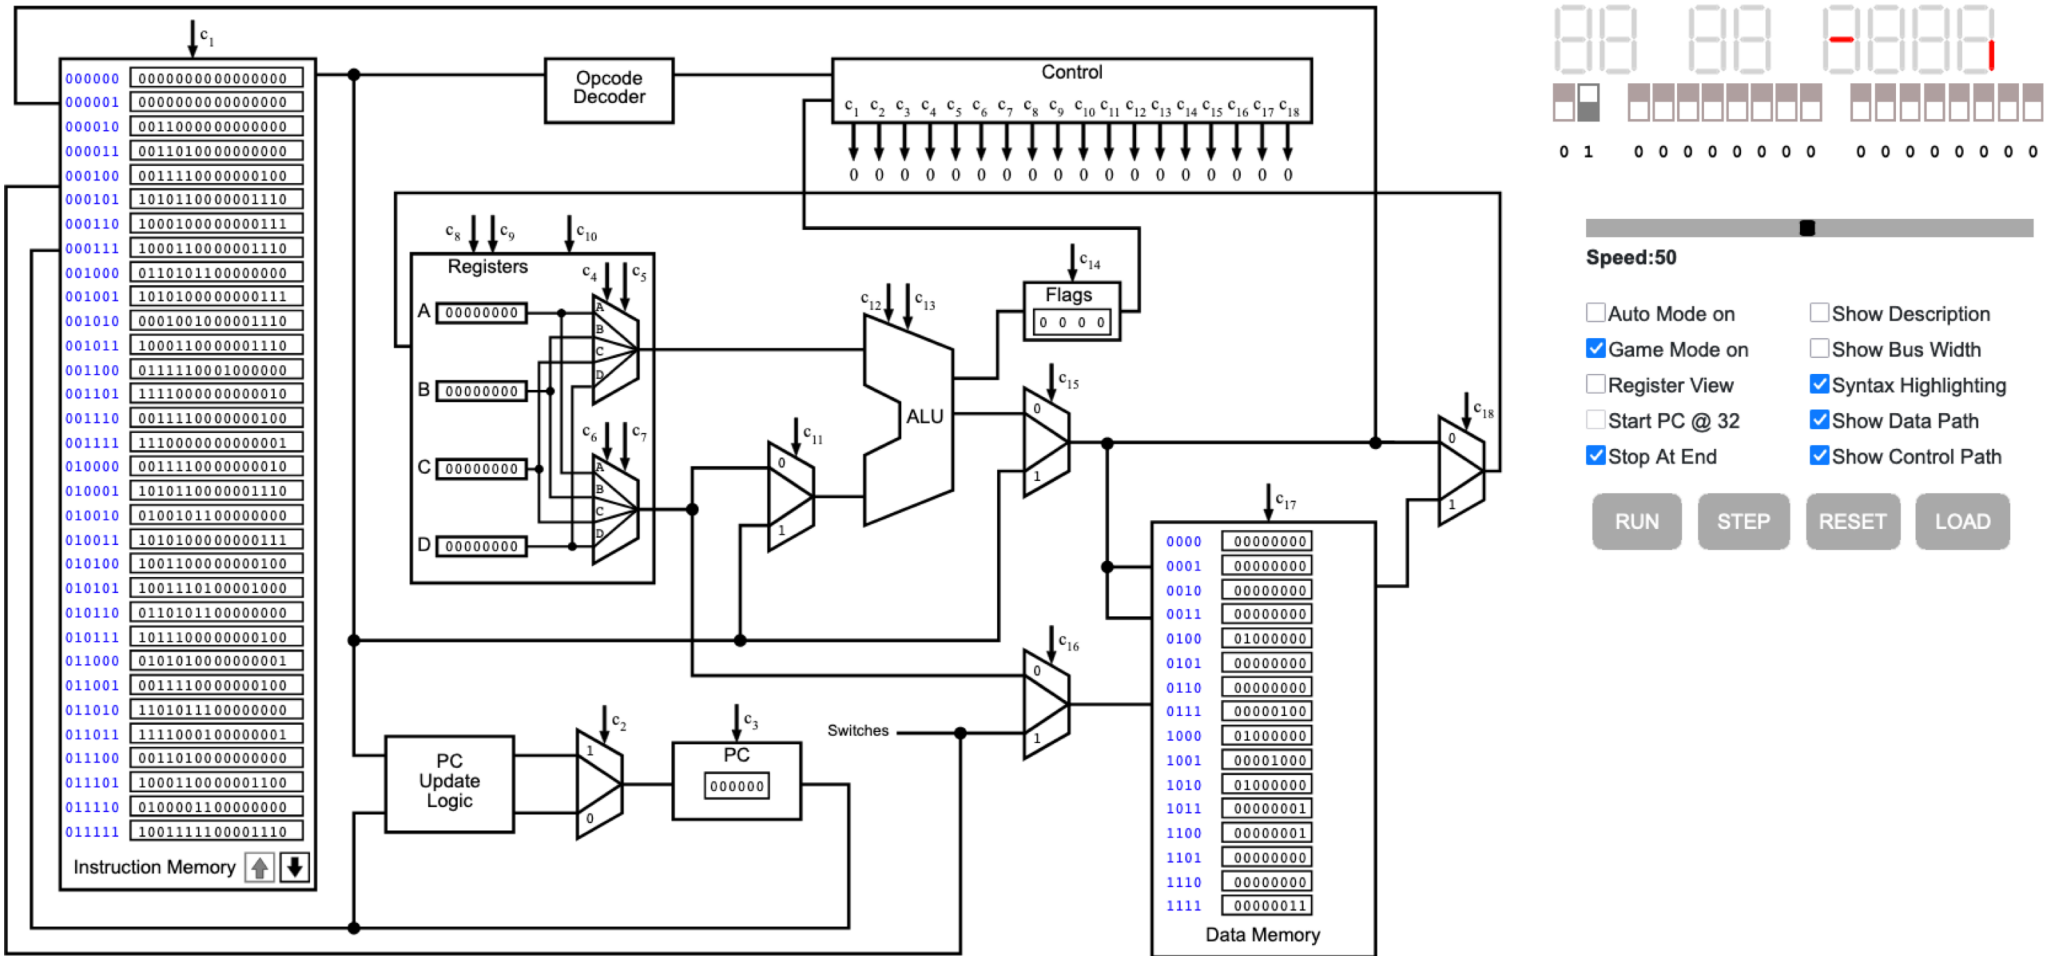 c1
000000 0000000000000000
000001 0000000000000000
000010 0011000000000000
000011 0011010000000000
000100 0011110000000100
000101 1010110000001110
000110 1000100000000111
000111 1000110000001110
001000 0110101100000000
001001 1010100000000111
001010 0001001000001110
001011 1000110000001110
001100 0111110001000000
001101 1111000000000010
001110 0011110000000100
001111 1110000000000001
010000 0011110000000010
010001 1010110000001110
010010 0100101100000000
010011 1010100000000111
010100 1001100000000100
010101 1001110100001000
010110 0110101100000000
010111 1011100000000100
011000 0101010000000001
011001 0011110000000100
011010 1101011100000000
011011 1111000100000001
011100 0011010000000000
011101 1000110000001100
011110 0100001100000000
011111 1001111100001110
Instruction Memory
Opcode
Decoder
Control
c1 c2 c3 c4 c5 c6 c7 c8 c9 c10 c11 c12 c13 c14 c15 c16 c17 c18
0 0 0 0 0 0 0 0 0 0 0 0 0 0 0 0 0 0
c8 c9 c10
Registers
c4 c5
A 00000000
B 00000000
C 00000000
D 00000000
A
B
C
D
c6 c7
A
B
C
D
c11
0
1
c12 c13
ALU
c14
Flags
0 0 0 0
c15
0
1
c16
0
1
Switches
c18
0
1
PC
Update
Logic
c2
1
0
c3
PC
000000
c17
0000 00000000
0001 00000000
0010 00000000
0011 00000000
0100 01000000
0101 00000000
0110 00000000
0111 00000100
1000 01000000
1001 00001000
1010 01000000
1011 00000001
1100 00000001
1101 00000000
1110 00000000
1111 00000011
Data Memory
0 1 0 0 0 0 0 0 0 0 0 0 0 0 0 0 0 0
Speed:50
Auto Mode on
Show Description
Game Mode on
Show Bus Width
Register View
Syntax Highlighting
Start PC @ 32
Show Data Path
Stop At End
Show Control Path
RUN STEP RESET LOAD